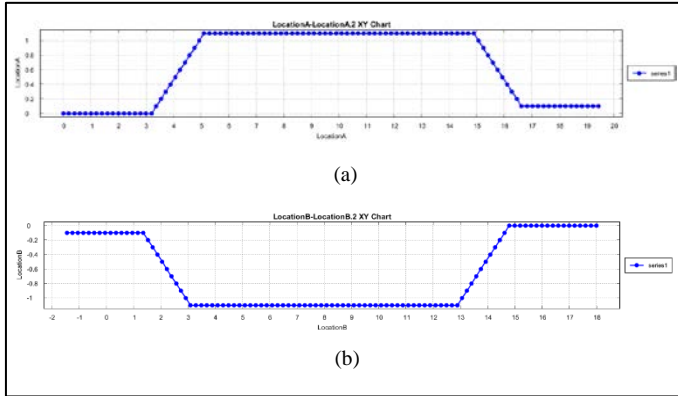 LocationA-LocationA.2 XY Chart
LocationA
1
0.8
0.6
0.4
0.2
0
0 1 2 3 4 5 6 7 8 9 10 11 12 13 14 15 16 17 18 19 20
LocationA
series1
(a)
LocationB-LocationB.2 XY Chart
LocationB
0
-0.2
-0.4
-0.6
-0.8
-1
-2 -1 0 1 2 3 4 5 6 7 8 9 10 11 12 13 14 15 16 17 18
LocationB
series1
(b)